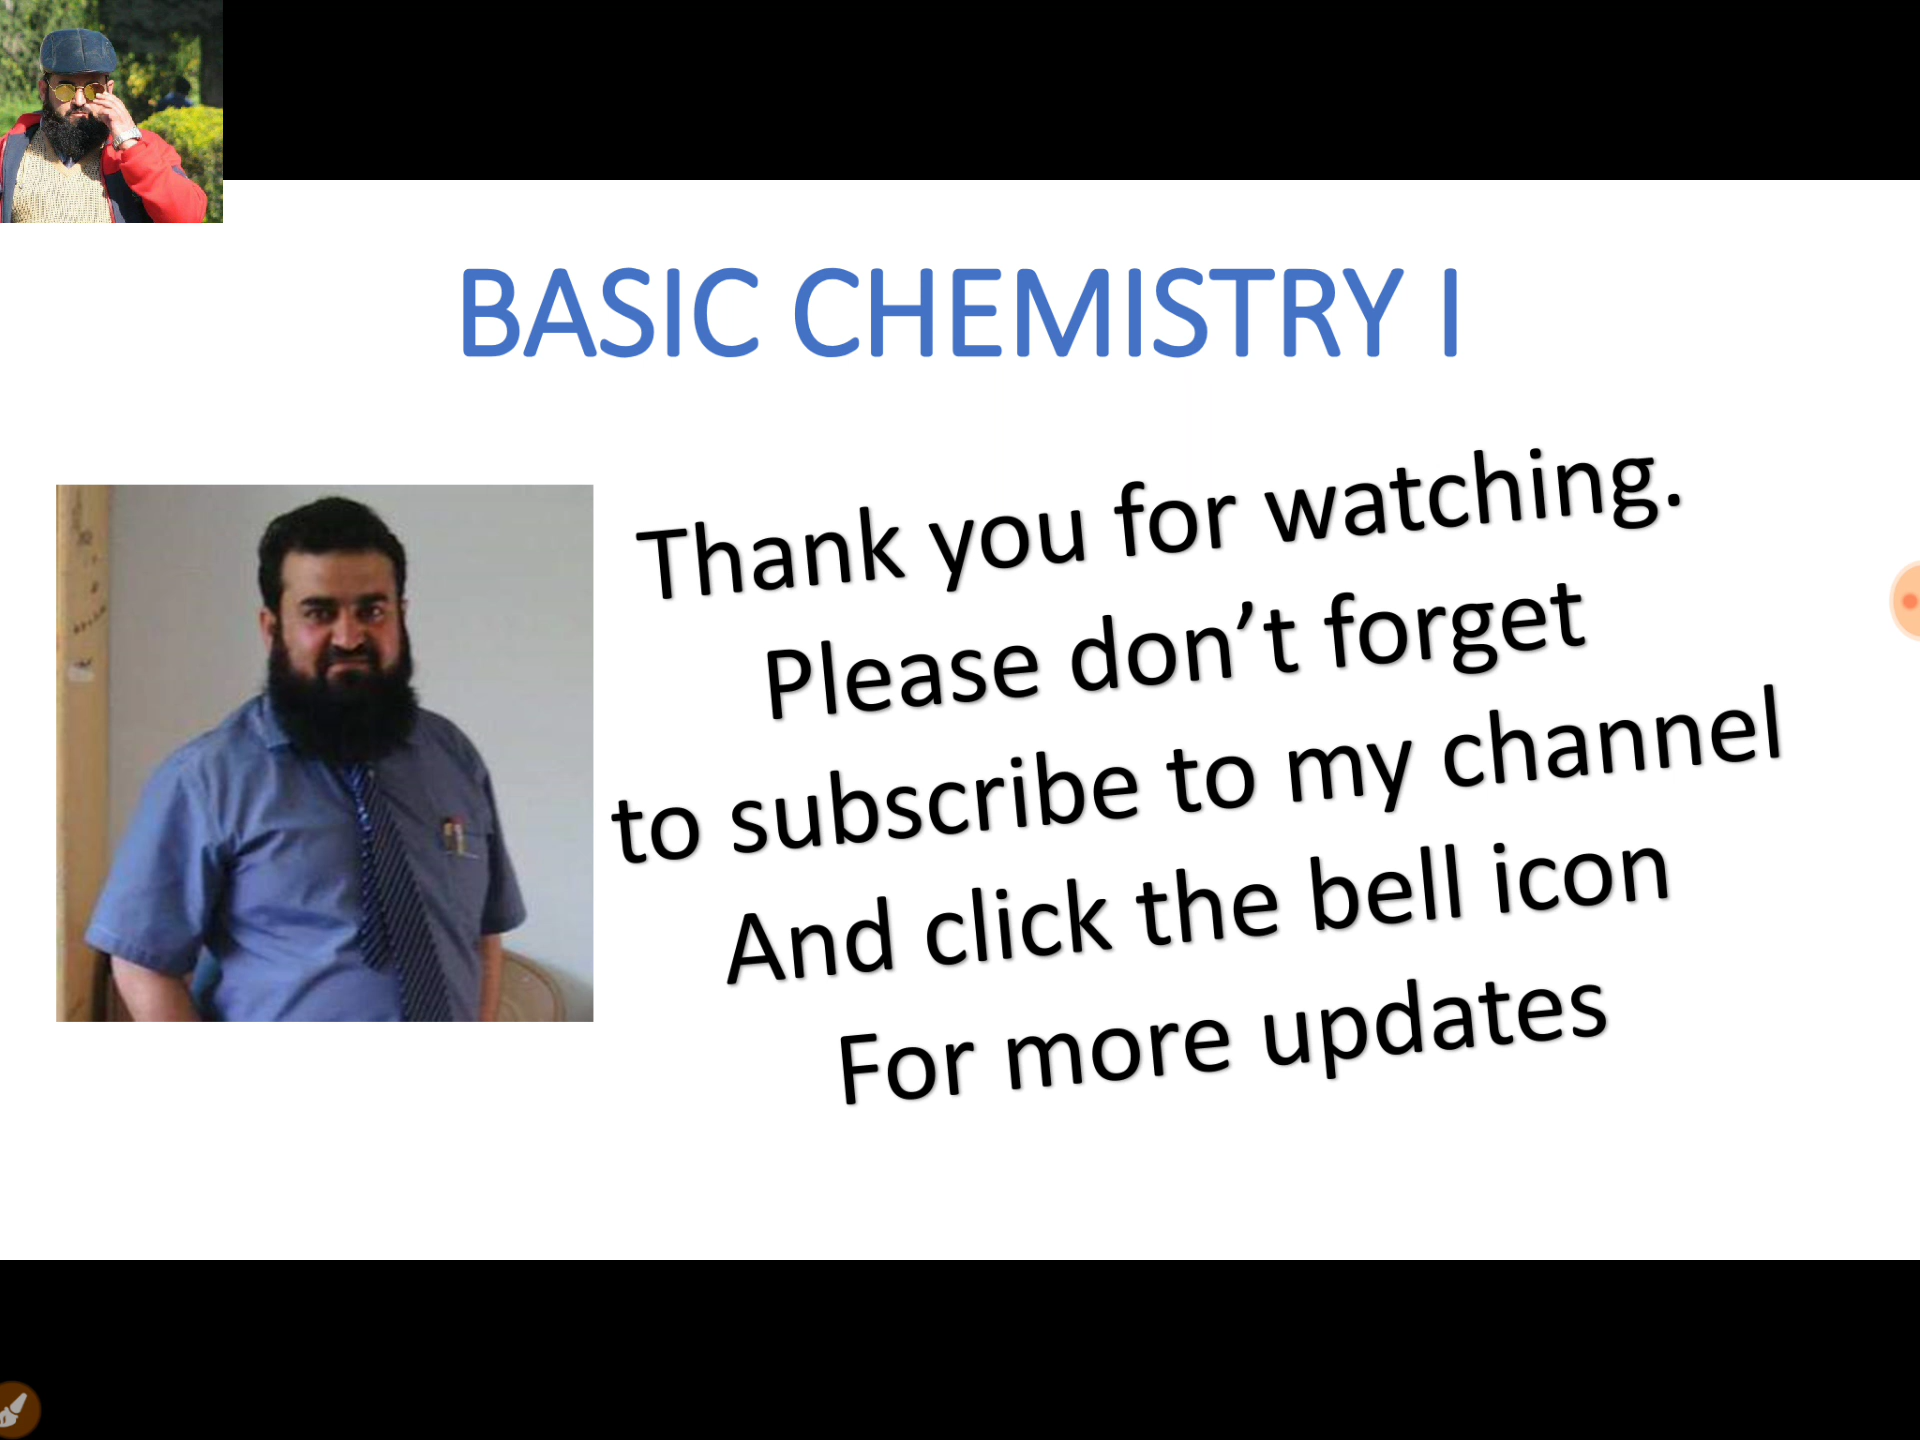 BASIC CHEMISTRY I
Thank you for watching.
Please don’t forget
to subscribe to my channel
And click the bell icon
For more updates